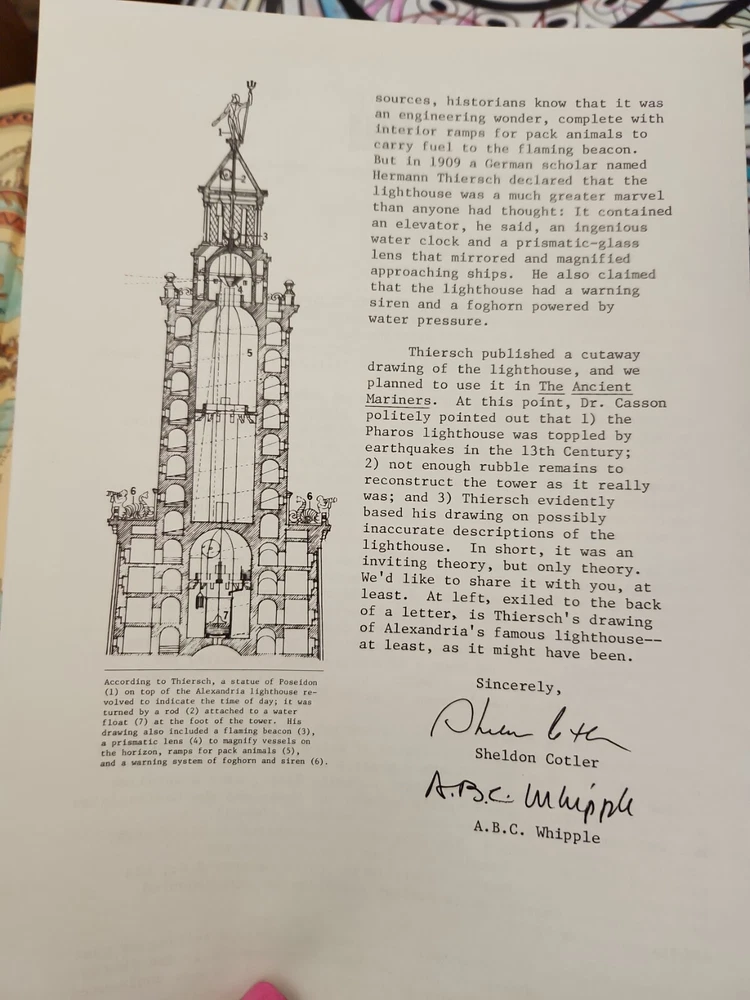 sources, historians know that it was
an engineering wonder, complete with
interior ramps for pack animals to
carry fuel to the flaming beacon.
But in 1909 a German scholar named
Hermann Thiersch declared that the
lighthouse was a much greater marvel
than anyone had thought: It contained
an elevator, he said, an ingenious
water clock and a prismatic-glass
lens that mirrored and magnified
approaching ships. He also claimed
that the lighthouse had a warning
siren and a foghorn powered by
water pressure.
Thiersch published a cutaway
drawing of the lighthouse, and we
planned to use it in The Ancient
Mariners. At this point, Dr. Casson
politely pointed out that 1) the
Pharos lighthouse was toppled by
earthquakes in the 13th Century;
2) not enough rubble remains to
reconstruct the tower as it really
was; and 3) Thiersch evidently
based his drawing on possibly
inaccurate descriptions of the
lighthouse. In short, it was an
inviting theory, but only theory.
We'd like to share it with you, at
least. At left, exiled to the back
of a letter, is Thiersch's drawing
of Alexandria's famous lighthouse--
at least, as it might have been.
Sincerely,
Sheldon Cotler
A.B.C. Whipple
A.B.C. Whipple
1
2
3
4
5
6
6
7
According to Thiersch, a statue of Poseidon
(1) on top of the Alexandria lighthouse re-
volved to indicate the time of day; it was
turned by a rod (2) attached to a water
float (7) at the foot of the tower. His
drawing also included a flaming beacon (3),
a prismatic lens (4) to magnify vessels on
the horizon, ramps for pack animals (5),
and a warning system of foghorn and siren (6).